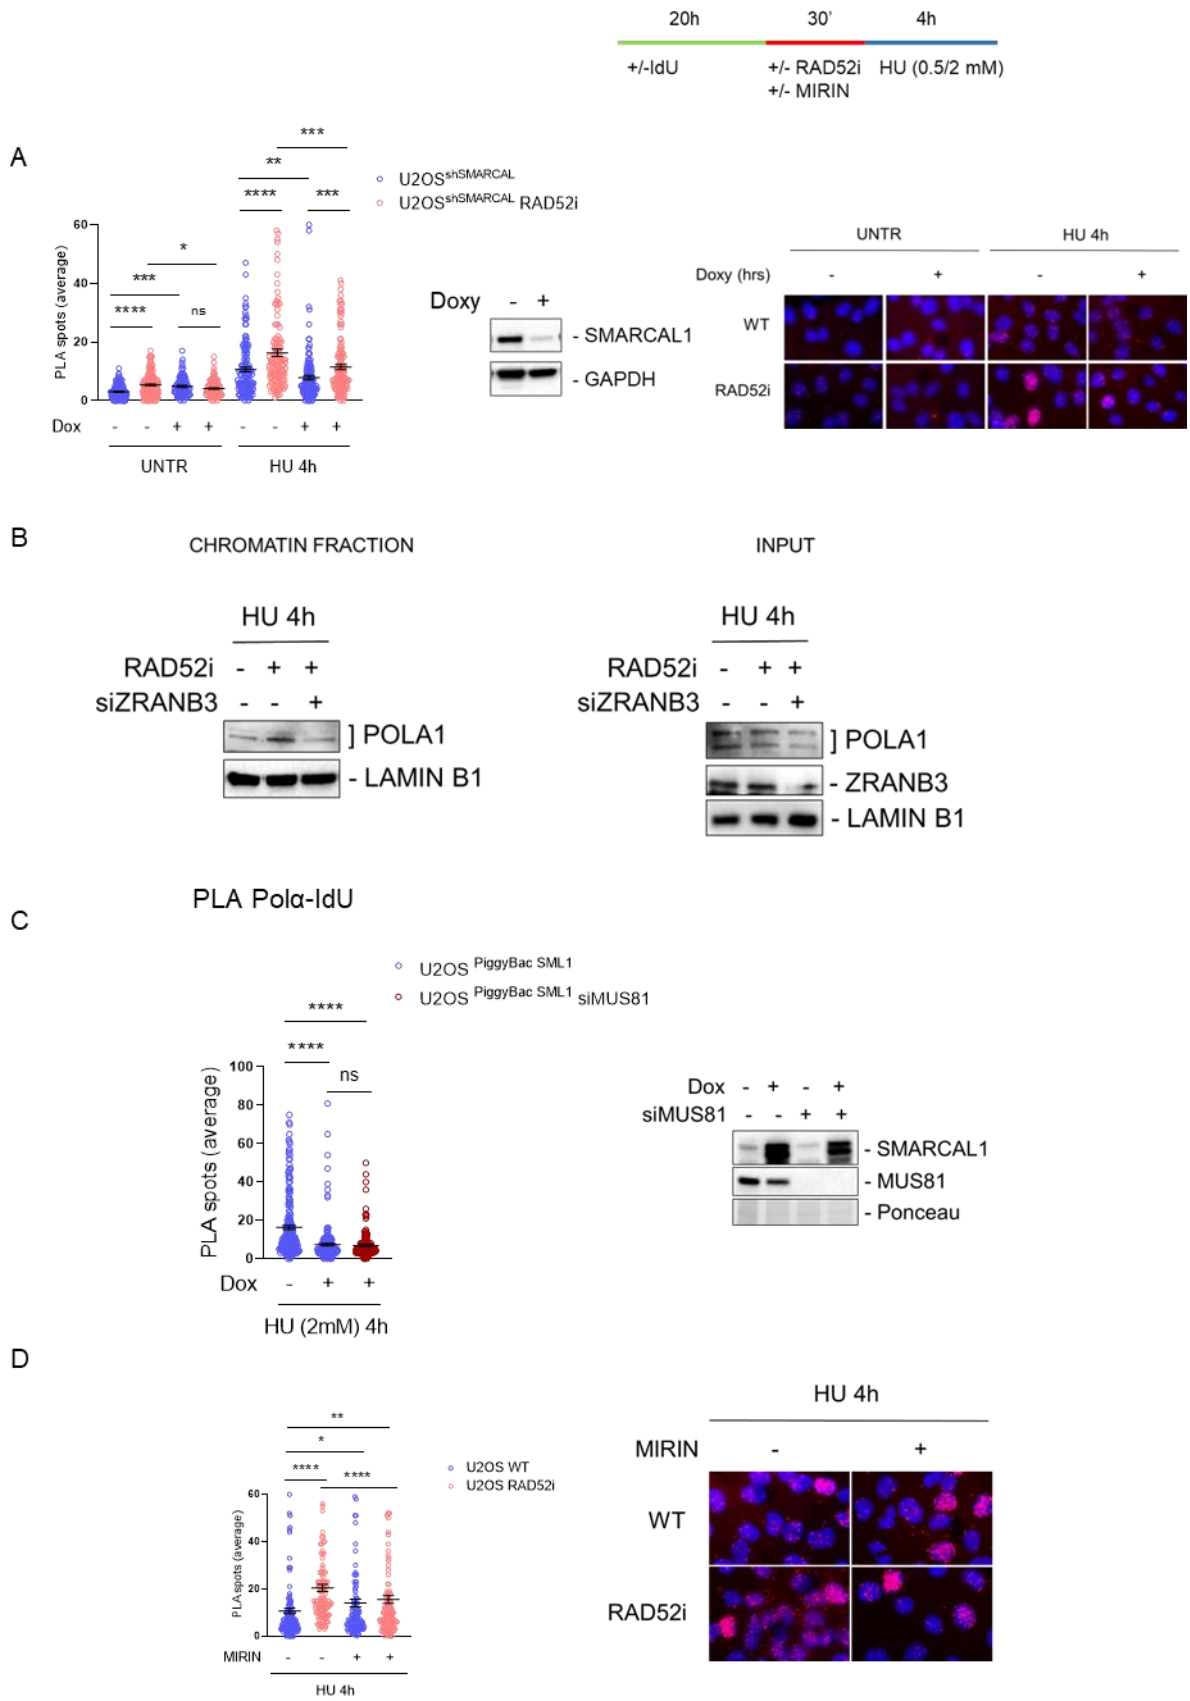 20h 30' 4h
+/-IdU +/- RAD52i HU (0.5/2 mM)
+/- MIRIN
A
*** 
** 
**** ***
U2OS shSMARCAL
U2OS shSMARCAL RAD52i
*
***
**** ns
PLA spots (average)
60
40
20
0
Dox - - + + - - + +
UNTR HU 4h
Doxy - +
- SMARCAL1
- GAPDH
UNTR HU 4h
Doxy (hrs) - + - +
WT
RAD52i
B
CHROMATIN FRACTION INPUT
HU 4h
RAD52i - + +
siZRANB3 - - +
] POLA1
- LAMIN B1
HU 4h
RAD52i - + +
siZRANB3 - - +
] POLA1
- ZRANB3
- LAMIN B1
PLA Polα-IdU
C
U2OS PiggyBac SML1
U2OS PiggyBac SML1 siMUS81
****
****
ns
PLA spots (average)
100
80
60
40
20
0
Dox - + +
HU (2mM) 4h
Dox - + - +
siMUS81 - - + +
- SMARCAL1
- MUS81
- Ponceau
D
**
*
**** ****
U2OS WT
U2OS RAD52i
PLA spots (average)
60
40
20
0
MIRIN - - + +
HU 4h
HU 4h
MIRIN - +
WT
RAD52i